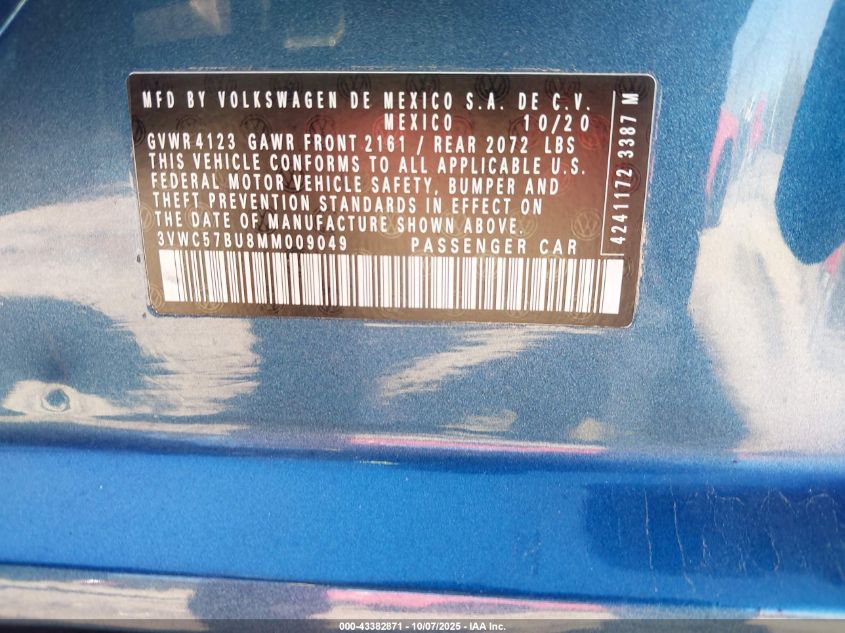 MFD BY VOLKSWAGEN DE MEXICO S.A. DE C.V.
MEXICO 10/20
GVWR 4123 GAWR FRONT 2161 / REAR 2072 LBS
THIS VEHICLE CONFORMS TO ALL APPLICABLE U.S.
FEDERAL MOTOR VEHICLE SAFETY, BUMPER AND
THEFT PREVENTION STANDARDS IN EFFECT ON
THE DATE OF MANUFACTURE SHOWN ABOVE.
3VWC57BU8MM009049 PASSENGER CAR
4241172 3387 M
000-43382871 - 10/07/2025 - IAA Inc.